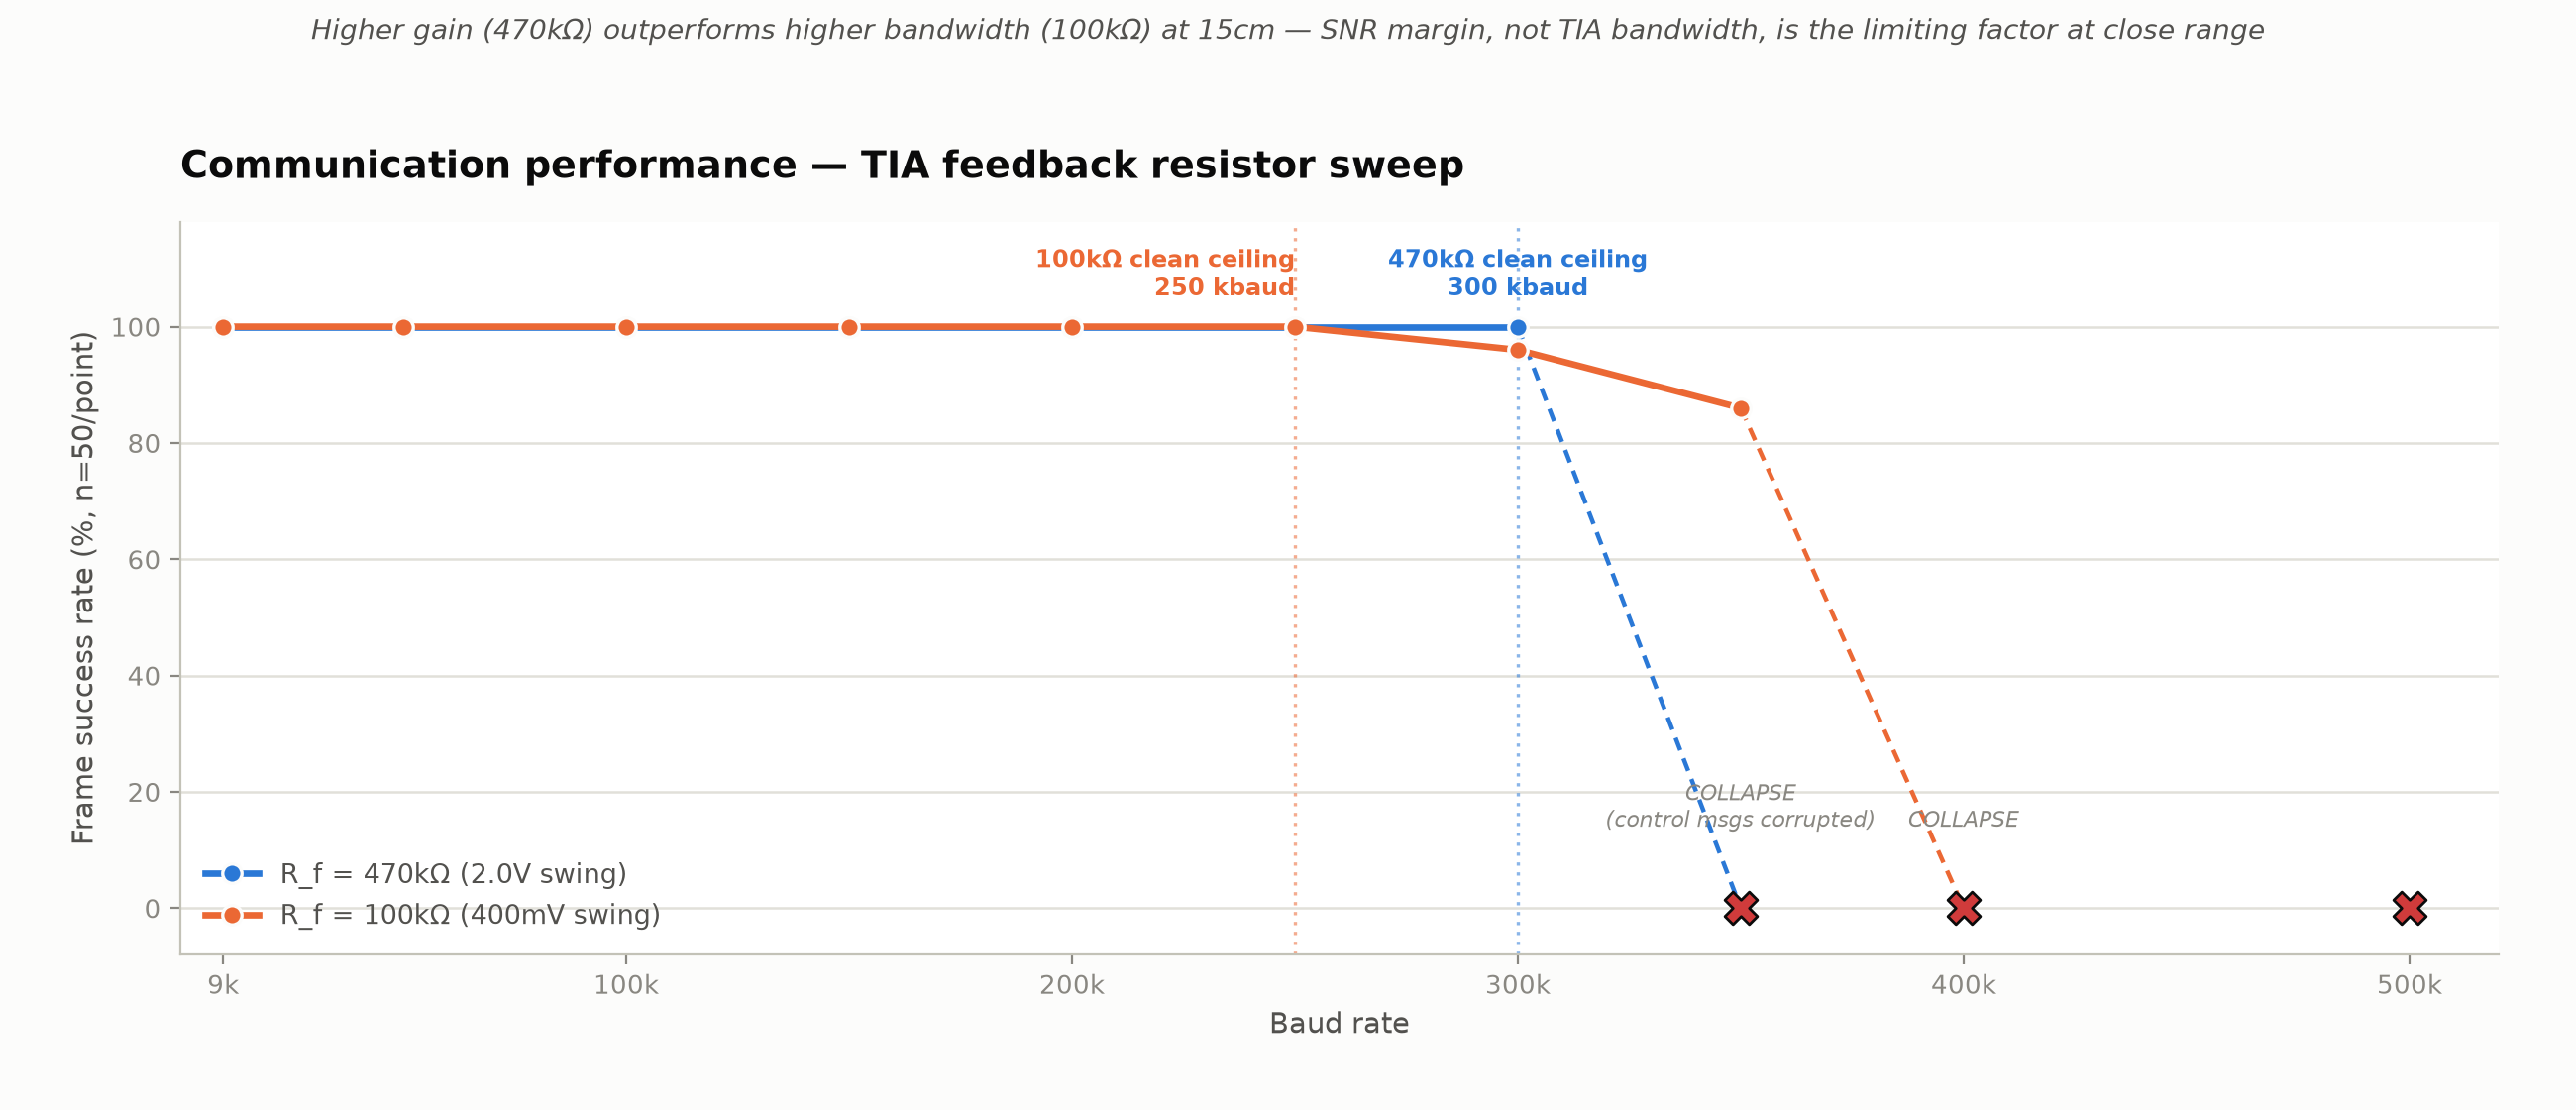 Higher gain (470kΩ) outperforms higher bandwidth (100kΩ) at 15cm — SNR margin, not TIA bandwidth, is the limiting factor at close range
Communication performance — TIA feedback resistor sweep
100kΩ clean ceiling
250 kbaud
470kΩ clean ceiling
300 kbaud
Frame success rate (%, n=50/point)
100
80
60
40
20
0
COLLAPSE
(control msgs corrupted)
COLLAPSE
R_f = 470kΩ (2.0V swing)
R_f = 100kΩ (400mV swing)
9k
100k
200k
300k
400k
500k
Baud rate